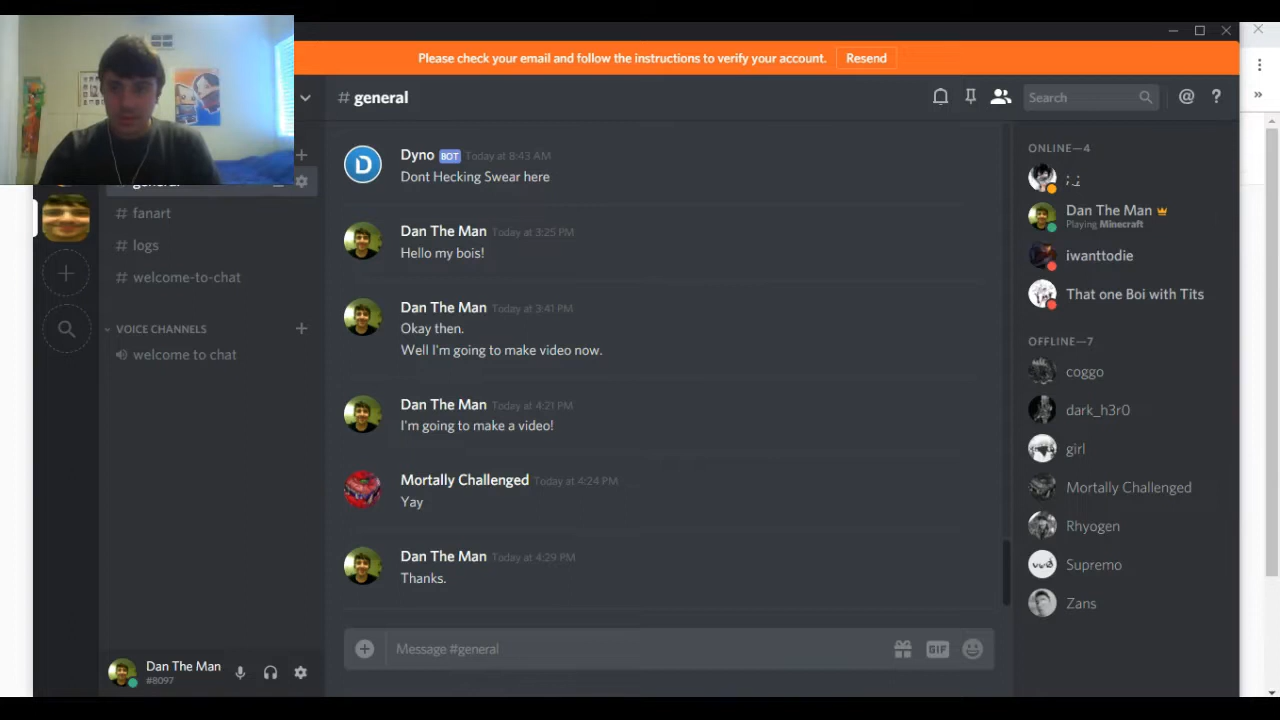 Please check your email and follow the instructions to verify your account. Resend
# general
Search
@ ?
general
# fanart
# logs
# welcome-to-chat
VOICE CHANNELS
welcome to chat
Dan The Man
#8097
Dyno BOT Today at 8:43 AM
Dont Hecking Swear here
Dan The Man Today at 3:25 PM
Hello my bois!
Dan The Man Today at 3:41 PM
Okay then.
Well I'm going to make video now.
Dan The Man Today at 4:21 PM
I'm going to make a video!
Mortally Challenged Today at 4:24 PM
Yay
Dan The Man Today at 4:29 PM
Thanks.
Message #general
GIF
ONLINE—4
; ;
Dan The Man
Playing Minecraft
iwanttodie
That one Boi with Tits
OFFLINE—7
coggo
dark_h3r0
girl
Mortally Challenged
Rhyogen
Supremo
Zans